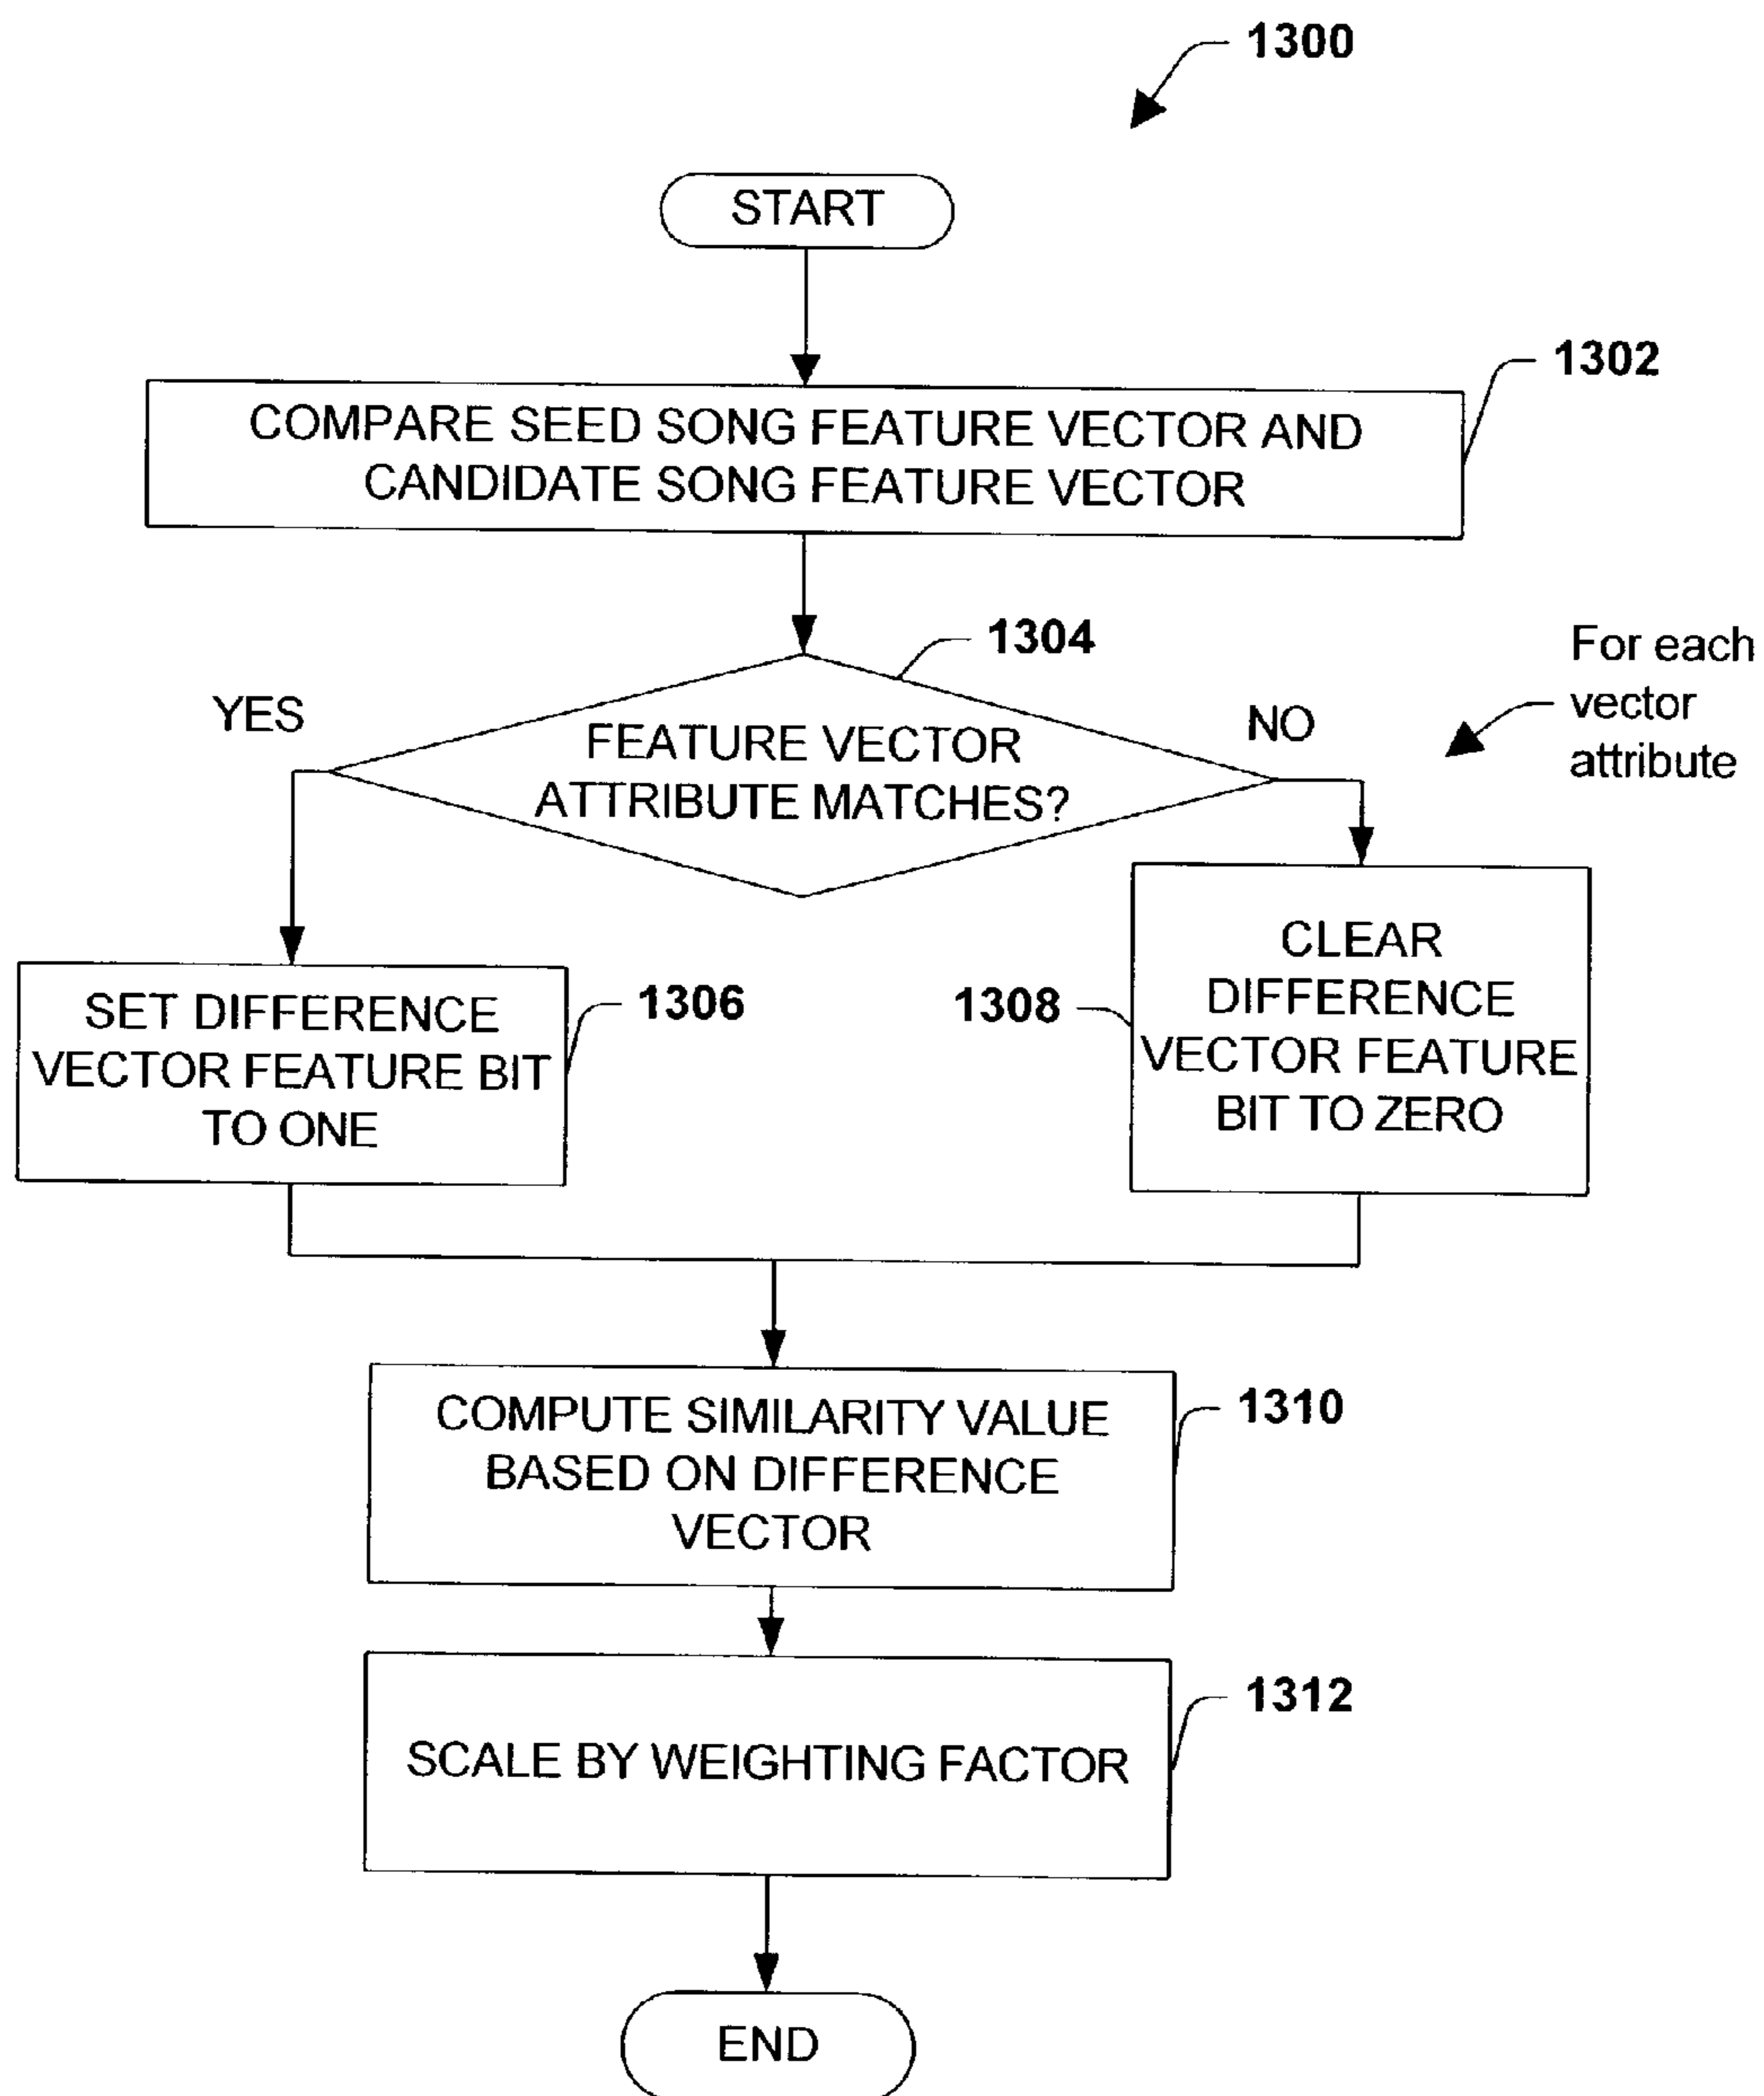 1300
START
1302
COMPARE SEED SONG FEATURE VECTOR AND
CANDIDATE SONG FEATURE VECTOR
1304
For each
vector
attribute
YES
NO
FEATURE VECTOR
ATTRIBUTE MATCHES?
SET DIFFERENCE
VECTOR FEATURE BIT
TO ONE
1306
1308
CLEAR
DIFFERENCE
VECTOR FEATURE
BIT TO ZERO
COMPUTE SIMILARITY VALUE
BASED ON DIFFERENCE
VECTOR
1310
SCALE BY WEIGHTING FACTOR
1312
END